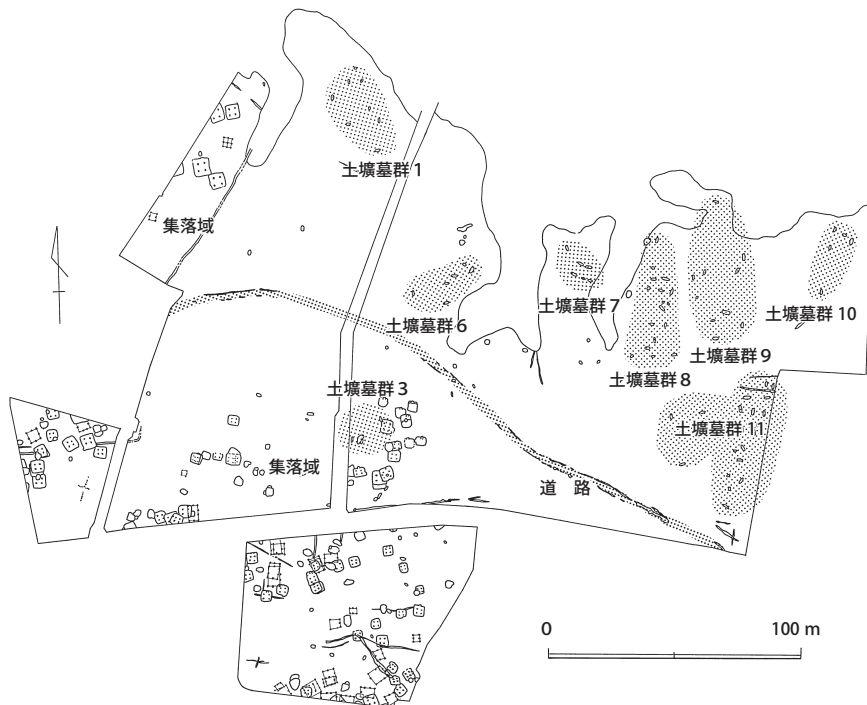 土壙墓群 1
集落域
土壙墓群 6
土壙墓群 7
土壙墓群 10
土壙墓群 9
土壙墓群 8
土壙墓群 3
土壙墓群 11
集落域
道 路
0
100 m